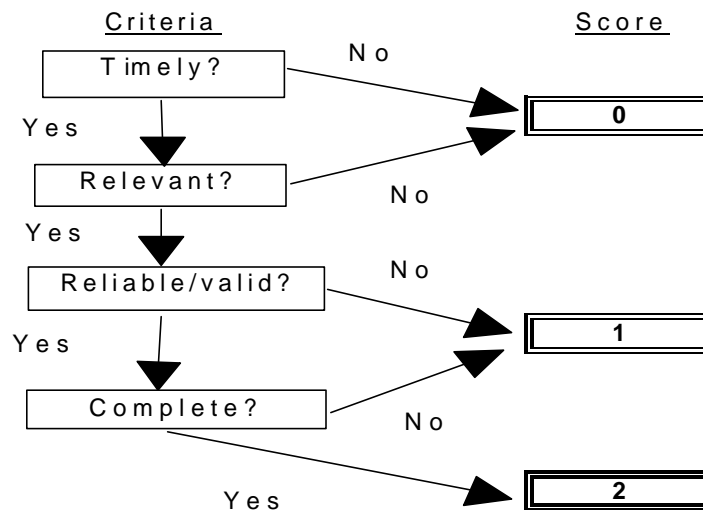 Criteria
Score
No
Timely?
0
Yes
Relevant?
No
Yes
No
Reliable/valid?
1
Yes
Complete?
No
2
Yes